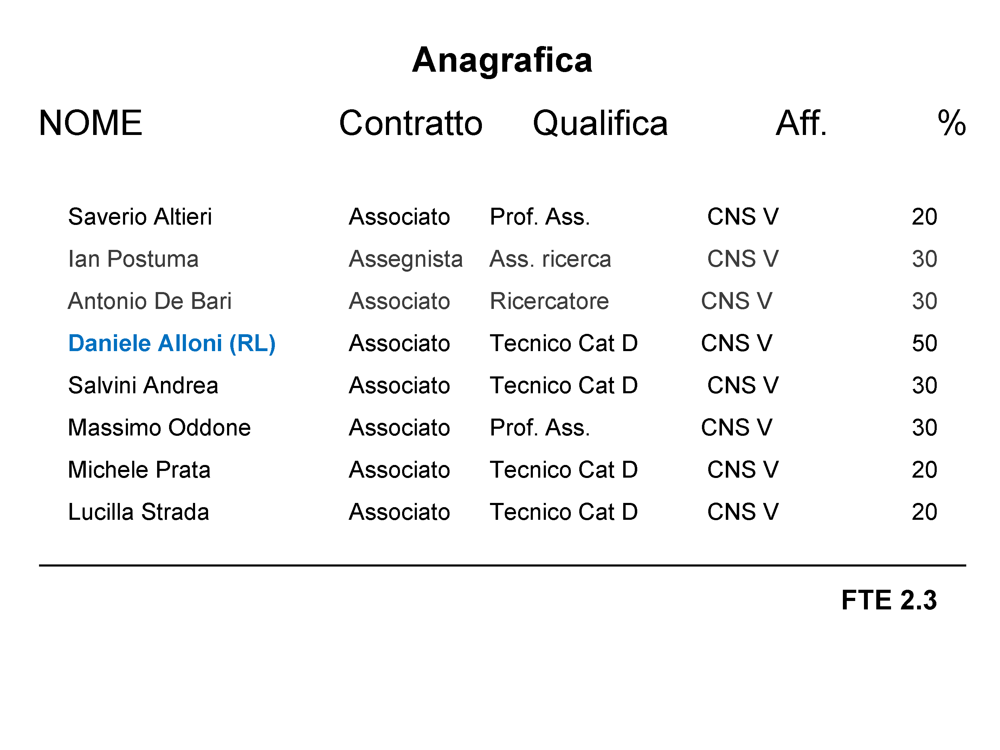 Anagrafica
NOME Contratto Qualifica Aff. %
Saverio Altieri Associato Prof. Ass. CNS V 20
Ian Postuma Assegnista Ass. ricerca CNS V 30
Antonio De Bari Associato Ricercatore CNS V 30
Daniele Alloni (RL) Associato Tecnico Cat D CNS V 50
Salvini Andrea Associato Tecnico Cat D CNS V 30
Massimo Oddone Associato Prof. Ass. CNS V 30
Michele Prata Associato Tecnico Cat D CNS V 20
Lucilla Strada Associato Tecnico Cat D CNS V 20
FTE 2.3